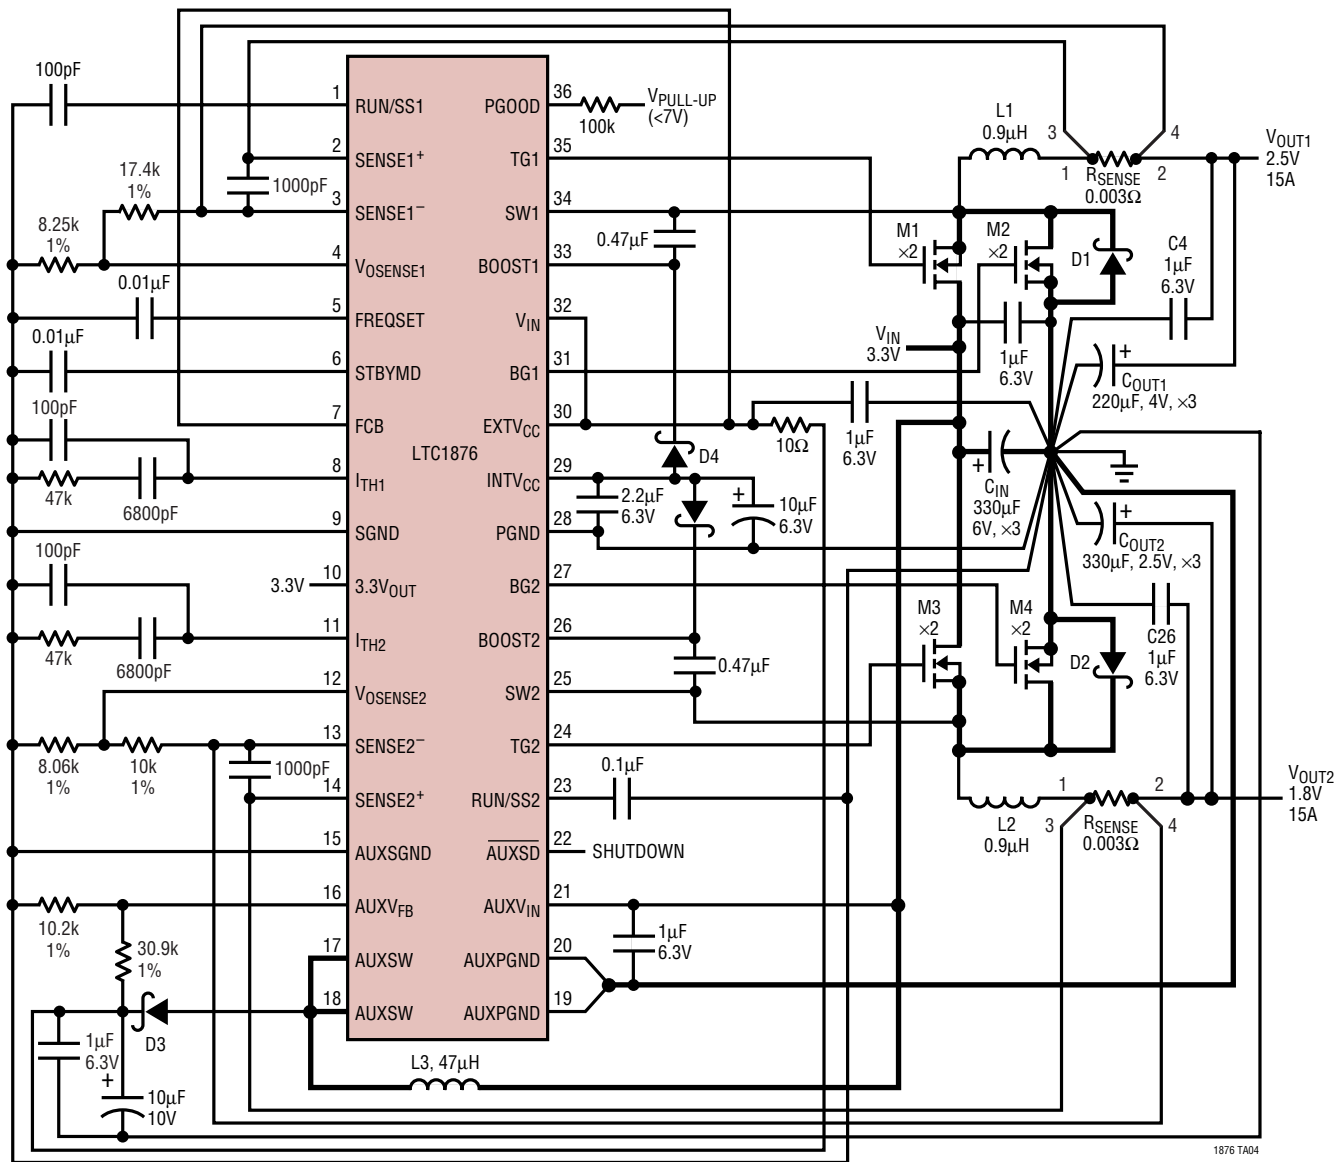 100pF
1
RUN/SS1
PGOOD
36
100k
VPULL-UP
(<7V)
2
SENSE1+
TG1
35
L1
0.9µH
3
4
1
RSENSE
0.003Ω
2
VOUT1
2.5V
15A
17.4k
1%
1000pF
3
SENSE1–
SW1
34
8.25k
1%
0.47µF
M1
×2
M2
×2
D1
C4
1µF
6.3V
4
VOSENSE1
BOOST1
33
0.01µF
5
FREQSET
VIN
32
0.01µF
VIN
3.3V
1µF
6.3V
6
STBYMD
BG1
31
COUT1
220µF, 4V, ×3
100pF
7
FCB
EXTVCC
30
10Ω
1µF
6.3V
LTC1876
D4
8
ITH1
INTVCC
29
47k
6800pF
2.2µF
6.3V
+
10µF
6.3V
+
CIN
330µF
6V, ×3
9
SGND
PGND
28
+
COUT2
330µF, 2.5V, ×3
100pF
3.3V
10
3.3VOUT
BG2
27
C26
1µF
6.3V
11
ITH2
BOOST2
26
M3
×2
M4
×2
D2
47k
6800pF
0.47µF
12
VOSENSE2
SW2
25
13
SENSE2–
TG2
24
8.06k
1%
10k
1%
1000pF
0.1µF
14
SENSE2+
RUN/SS2
23
1
2
3
RSENSE
0.003Ω
4
L2
0.9µH
VOUT2
1.8V
15A
15
AUXSGND
AUXSD
22
SHUTDOWN
16
AUXVFB
AUXVIN
21
10.2k
1%
30.9k
1%
1µF
6.3V
17
AUXSW
AUXPGND
20
18
AUXSW
AUXPGND
19
D3
1µF
6.3V
+
10µF
10V
L3, 47µH
+
1876 TA04